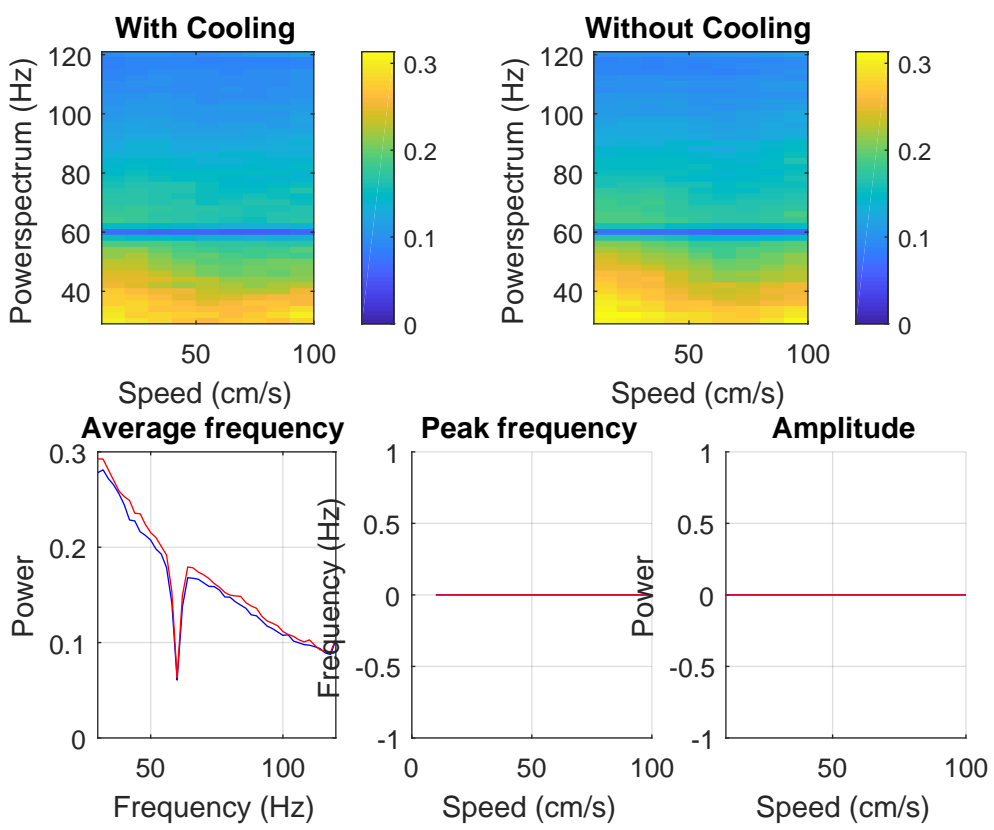 With Cooling
Powerspectrum (Hz)
120
100
80
60
40
50
100
Speed (cm/s)
0.3
0.2
0.1
0
Without Cooling
Powerspectrum (Hz)
120
100
80
60
40
50
100
Speed (cm/s)
0.3
0.2
0.1
0
Average frequency
Power
0.3
0.2
0.1
0
50
100
Frequency (Hz)
Peak frequency
Frequency (Hz)
1
0.5
0
-0.5
-1
0
50
100
Speed (cm/s)
Amplitude
Power
1
0.5
0
-0.5
-1
50
100
Speed (cm/s)